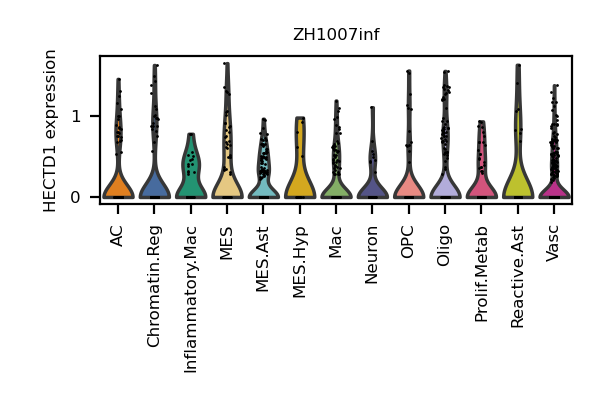 ZH1007inf
HECTD1 expression
1
0
AC
Chromatin.Reg
Inflammatory.Mac
MES
MES.Ast
MES.Hyp
Mac
Neuron
OPC
Oligo
Prolif.Metab
Reactive.Ast
Vasc